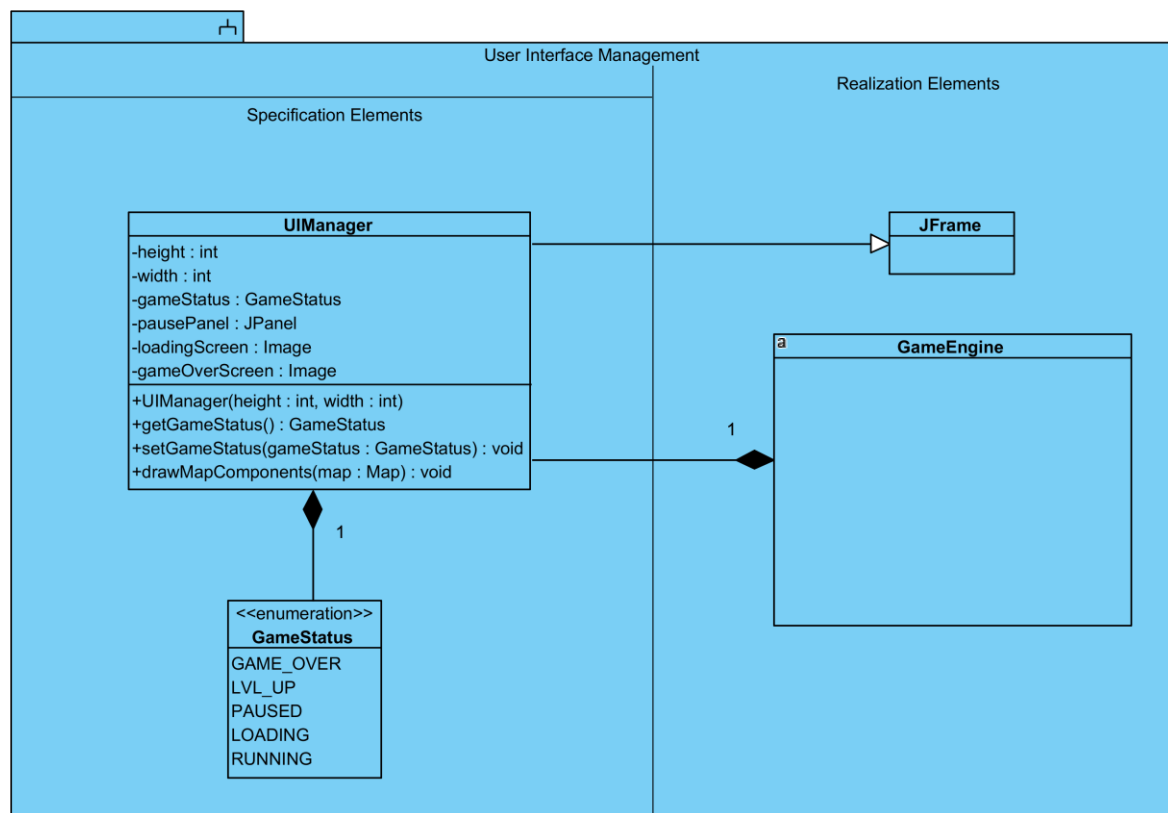 User Interface Management
Specification Elements
Realization Elements
UIManager
-height : int
-width : int
-gameStatus : GameStatus
-pausePanel : JPanel
-loadingScreen : Image
-gameOverScreen : Image
+UIManager(height : int, width : int)
+getGameStatus() : GameStatus
+setGameStatus(gameStatus : GameStatus) : void
+drawMapComponents(map : Map) : void
JFrame
a
GameEngine
1
1
<<enumeration>>
GameStatus
GAME_OVER
LVL_UP
PAUSED
LOADING
RUNNING